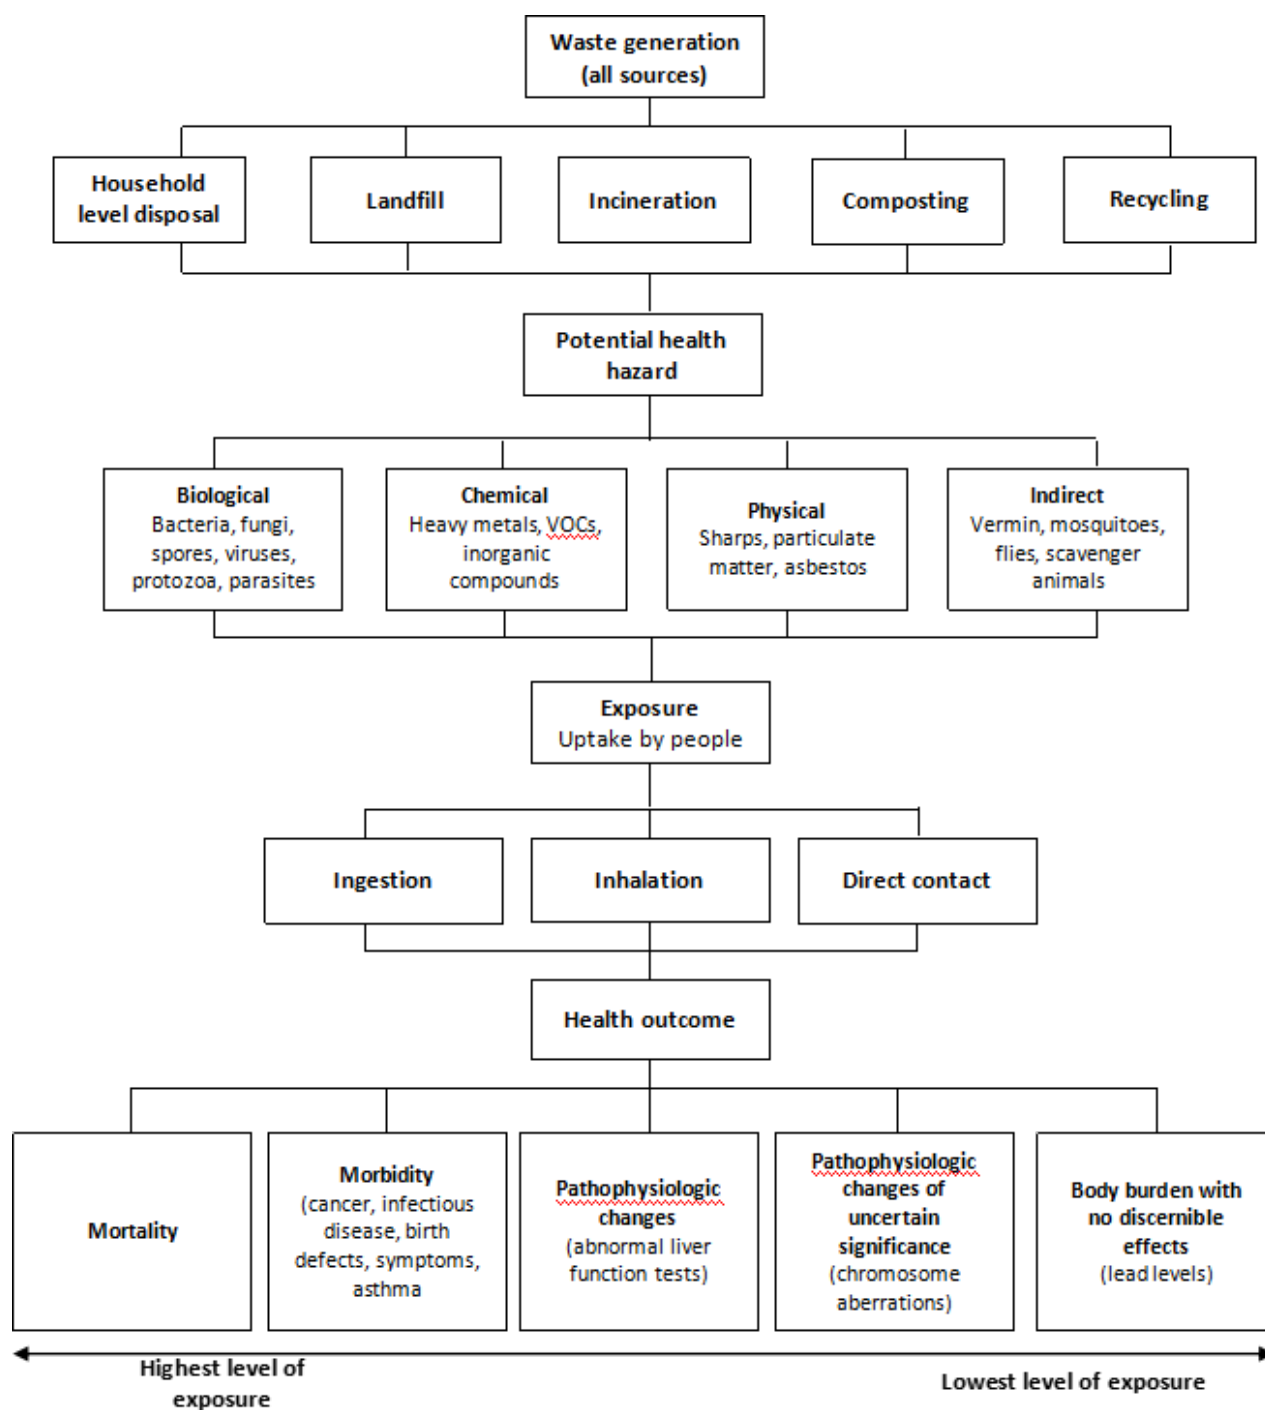 Waste generation
(all sources)
Household
level disposal
Landfill
Incineration
Composting
Recycling
Potential health
hazard
Biological
Bacteria, fungi,
spores, viruses,
protozoa, parasites
Chemical
Heavy metals, VOCs,
inorganic
compounds
Physical
Sharps, particulate
matter, asbestos
Indirect
Vermin, mosquitoes,
flies, scavenger
animals
Exposure
Uptake by people
Ingestion
Inhalation
Direct contact
Health outcome
Mortality
Morbidity
(cancer, infectious
disease, birth
defects, symptoms,
asthma
Pathophysiologic
changes
(abnormal liver
function tests)
Pathophysiologic
changes of
uncertain
significance
(chromosome
aberrations)
Body burden with
no discernible
effects
(lead levels)
Highest level of
exposure
Lowest level of exposure